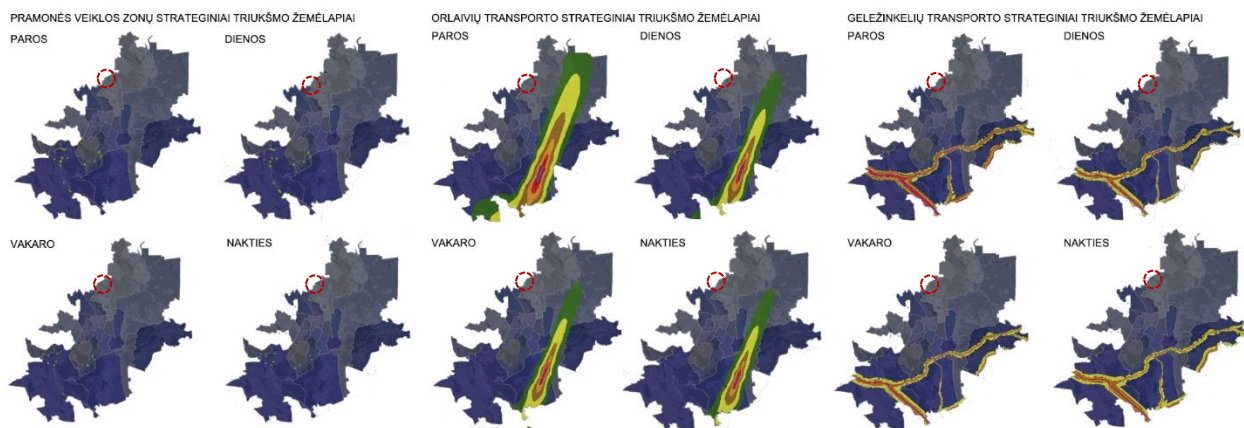 PRAMONĖS VEIKLOS ZONŲ STRATEGINIAI TRIUKŠMO ŽEMĖLAPIAI
PAROS DIENOS
VAKARO NAKTIES
ORLAIVIŲ TRANSPORTO STRATEGINIAI TRIUKŠMO ŽEMĖLAPIAI
PAROS DIENOS
VAKARO NAKTIES
GELEŽINKELIŲ TRANSPORTO STRATEGINIAI TRIUKŠMO ŽEMĖLAPIAI
PAROS DIENOS
VAKARO NAKTIES